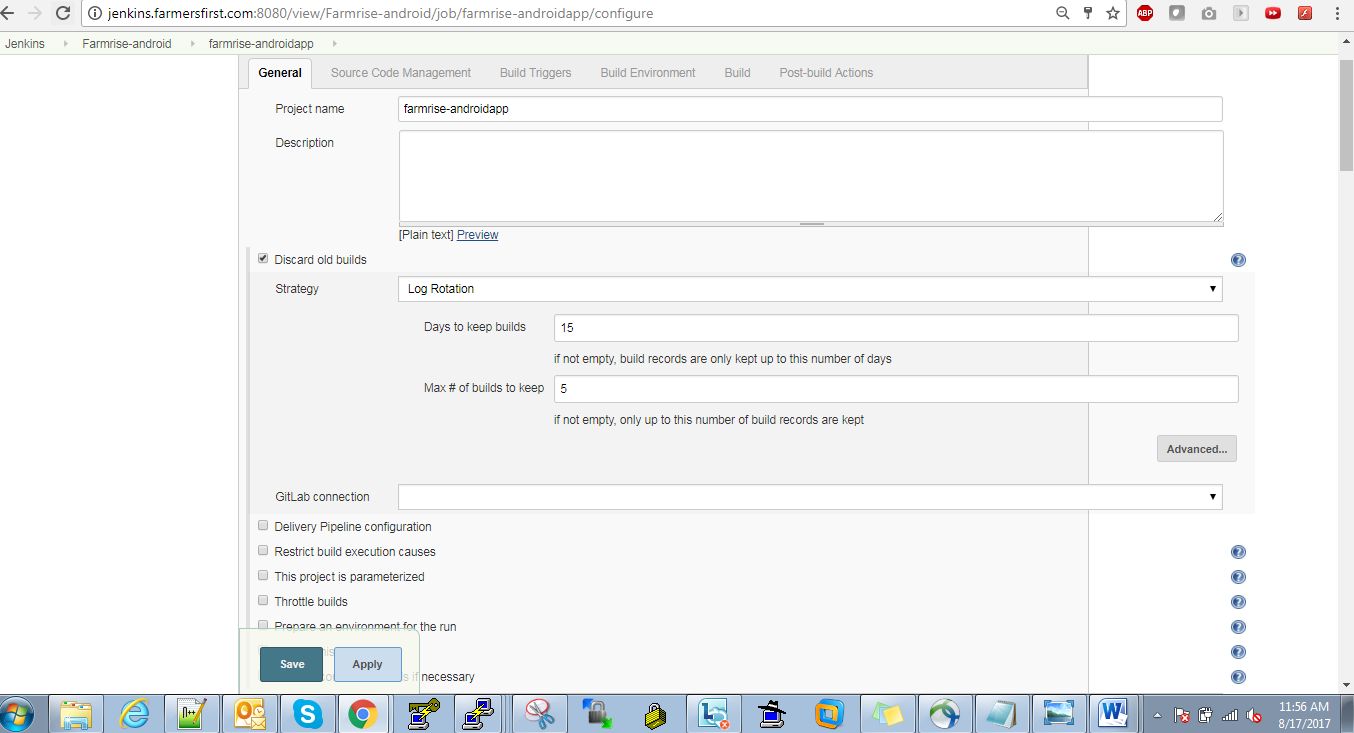 jenkins.farmersfirst.com:8080/view/Farmrise-android/job/farmrise-androidapp/configure
ABP
Jenkins Farmrise-android farmrise-androidapp
General Source Code Management Build Triggers Build Environment Build Post-build Actions
Project name farmrise-androidapp
Description
[Plain text] Preview
Discard old builds
Strategy Log Rotation
Days to keep builds 15
if not empty, build records are only kept up to this number of days
Max # of builds to keep 5
if not empty, only up to this number of build records are kept
Advanced...
GitLab connection
Delivery Pipeline configuration
Restrict build execution causes
This project is parameterized
Throttle builds
Prepare an environment for the run
Save Apply
if necessary
11:56 AM
8/17/2017